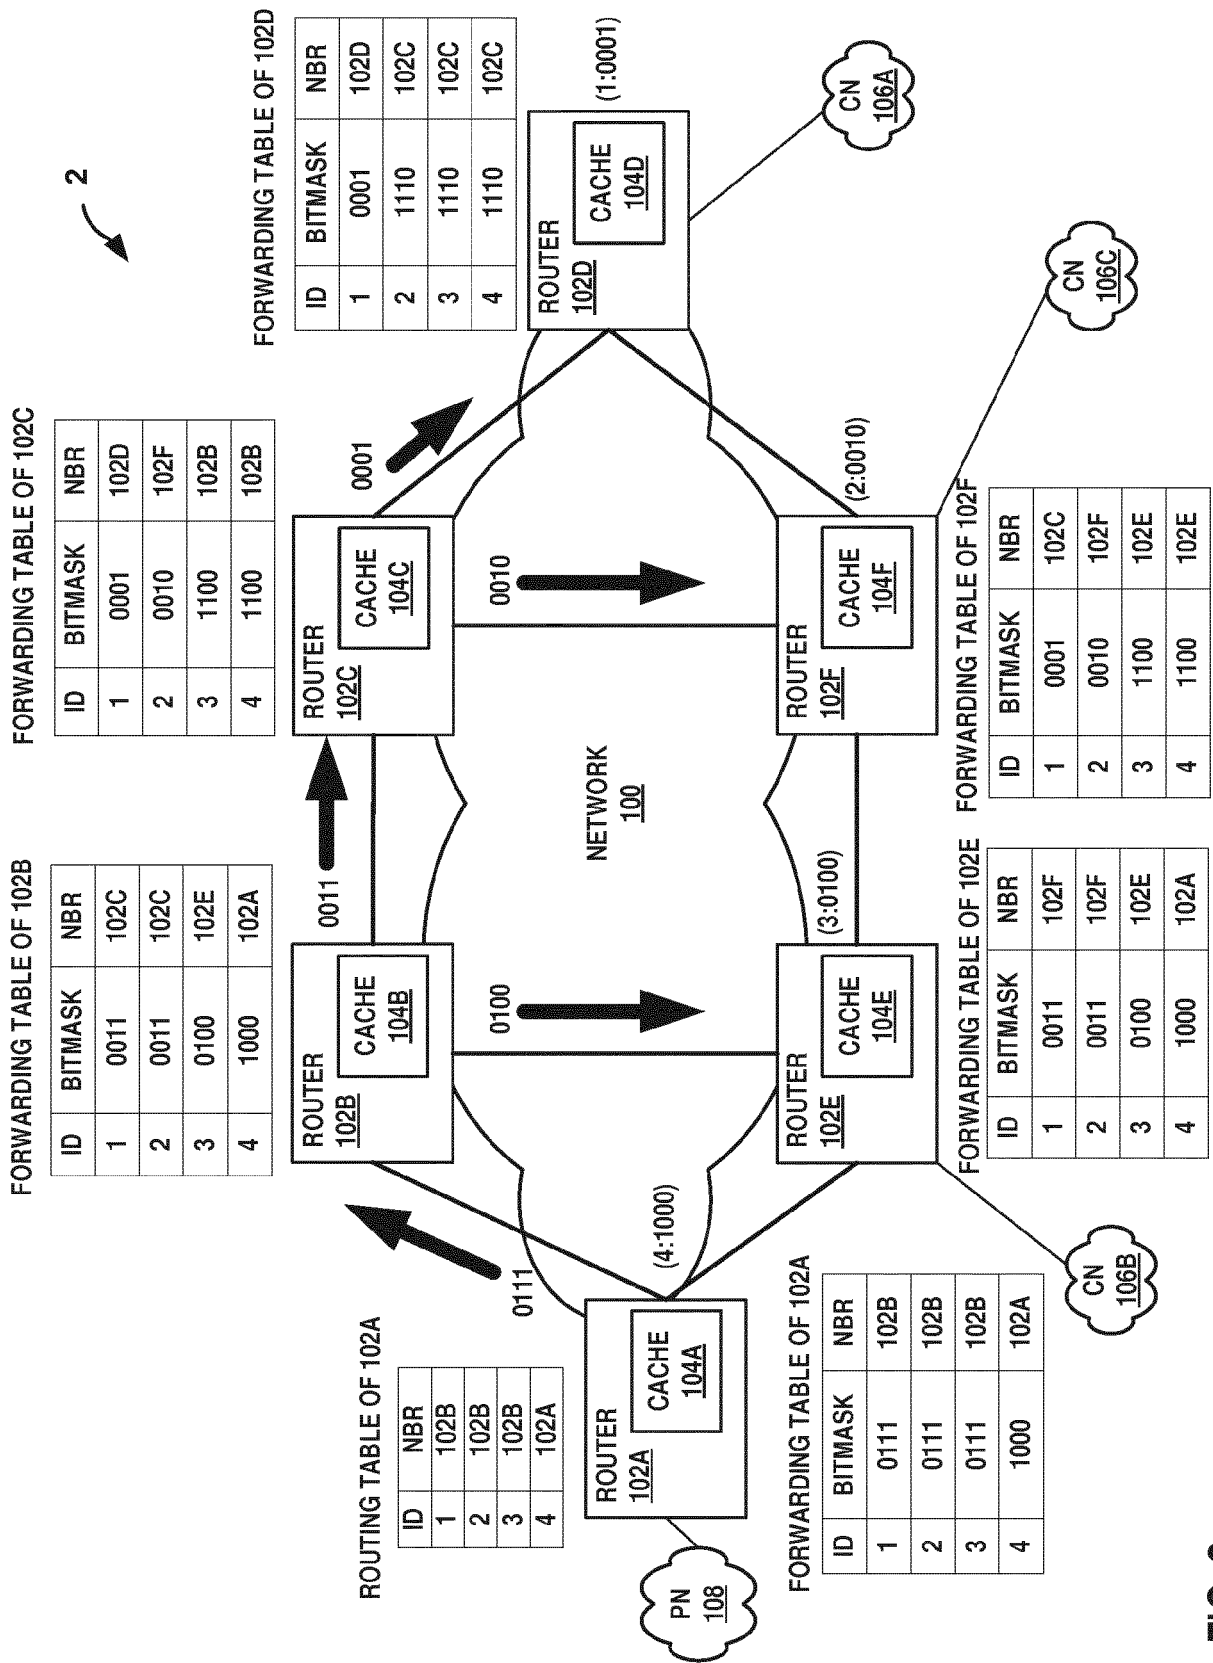 2
FORWARDING TABLE OF 102B
ID BITMASK NBR
1 0011 102C
2 0011 102C
3 0100 102E
4 1000 102A
FORWARDING TABLE OF 102C
ID BITMASK NBR
1 0001 102D
2 0010 102F
3 1100 102B
4 1100 102B
FORWARDING TABLE OF 102D
ID BITMASK NBR
1 0001 102D
2 1110 102C
3 1110 102C
4 1110 102C
ROUTING TABLE OF 102A
ID NBR
1 102B
2 102B
3 102B
4 102A
0111
ROUTER
102B
CACHE
104B
0011
ROUTER
102C
CACHE
104C
0001
0100
0010
PN
108
ROUTER
102A
CACHE
104A
(4:1000)
NETWORK
100
ROUTER
102D
CACHE
104D
(1:0001)
ROUTER
102E
CACHE
104E
(3:0100)
ROUTER
102F
CACHE
104F
(2:0010)
CN
106A
FORWARDING TABLE OF 102A
ID BITMASK NBR
1 0111 102B
2 0111 102B
3 0111 102B
4 1000 102A
CN
106B
FORWARDING TABLE OF 102E
ID BITMASK NBR
1 0011 102F
2 0011 102F
3 0100 102E
4 1000 102A
FORWARDING TABLE OF 102F
ID BITMASK NBR
1 0001 102C
2 0010 102F
3 1100 102E
4 1100 102E
CN
106C